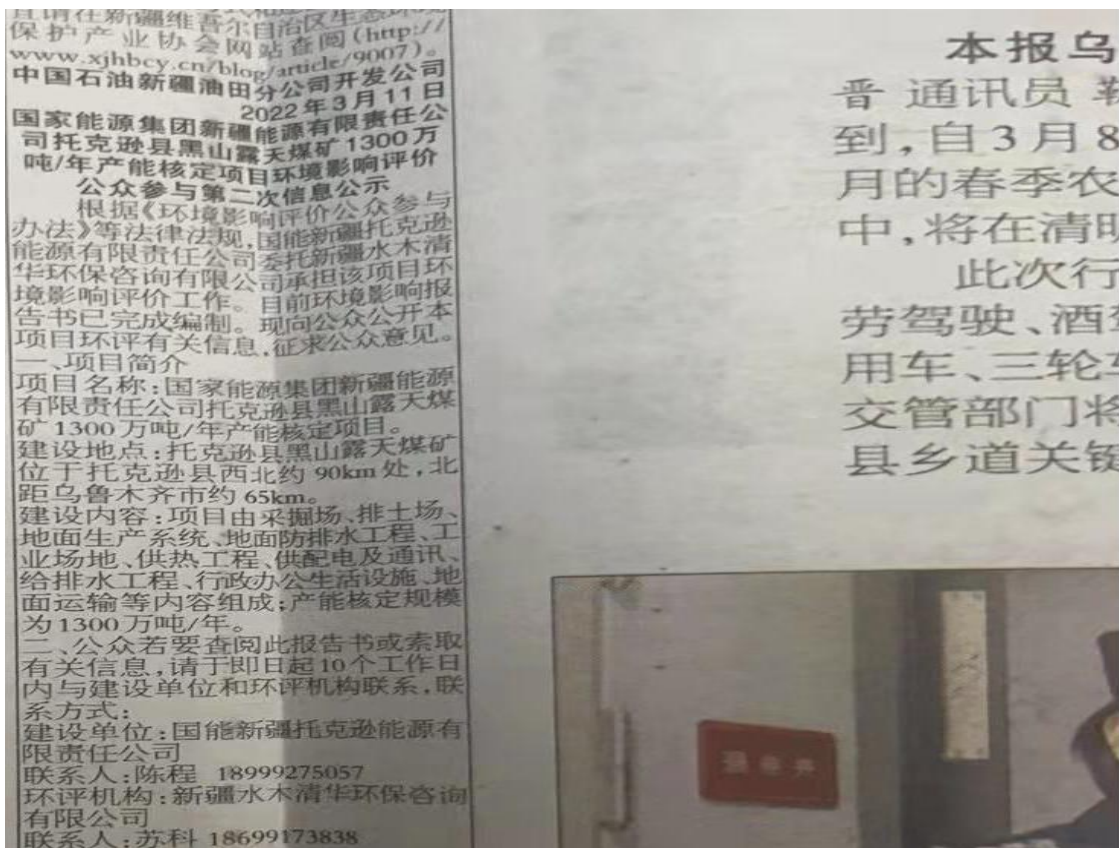 宜请在新疆维吾尔自治区生态环境
保护产业协会网站查阅(http://
www.xjhbcy.cn/blog/article/9007)。
中国石油新疆油田分公司开发公司
2022年3月11日
国家能源集团新疆能源有限责任公
司托克逊县黑山露天煤矿1300万
吨/年产能核定项目环境影响评价
公众参与第二次信息公示
根据《环境影响评价公众参与
办法》等法律法规,国能新疆托克逊
能源有限责任公司委托新疆水木清
华环保咨询有限公司承担该项目环
境影响评价工作。目前环境影响报
告书已完成编制。现向公众公开本
项目环评有关信息,征求公众意见。
一、项目简介
项目名称:国家能源集团新疆能源
有限责任公司托克逊县黑山露天煤
矿1300万吨/年产能核定项目。
建设地点:托克逊县黑山露天煤矿
位于托克逊县西北约90km处,北
距乌鲁木齐市约65km。
建设内容:项目由采掘场、排土场、
地面生产系统、地面防排水工程、工
业场地、供热工程、供配电及通讯、
给排水工程、行政办公生活设施、地
面运输等内容组成;产能核定规模
为1300万吨/年。
二、公众若要查阅此报告书或索取
有关信息,请于即日起10个工作日
内与建设单位和环评机构联系,联
系方式:
建设单位:国能新疆托克逊能源有
限责任公司
联系人:陈程 18999275057
环评机构:新疆水木清华环保咨询
有限公司
联系人:苏科 18699173838
本报乌
晋 通讯员
到,自3月8
月的春季农
中,将在清明
此次行
劳驾驶、酒驾
用车、三轮车
交管部门将
县乡道关键